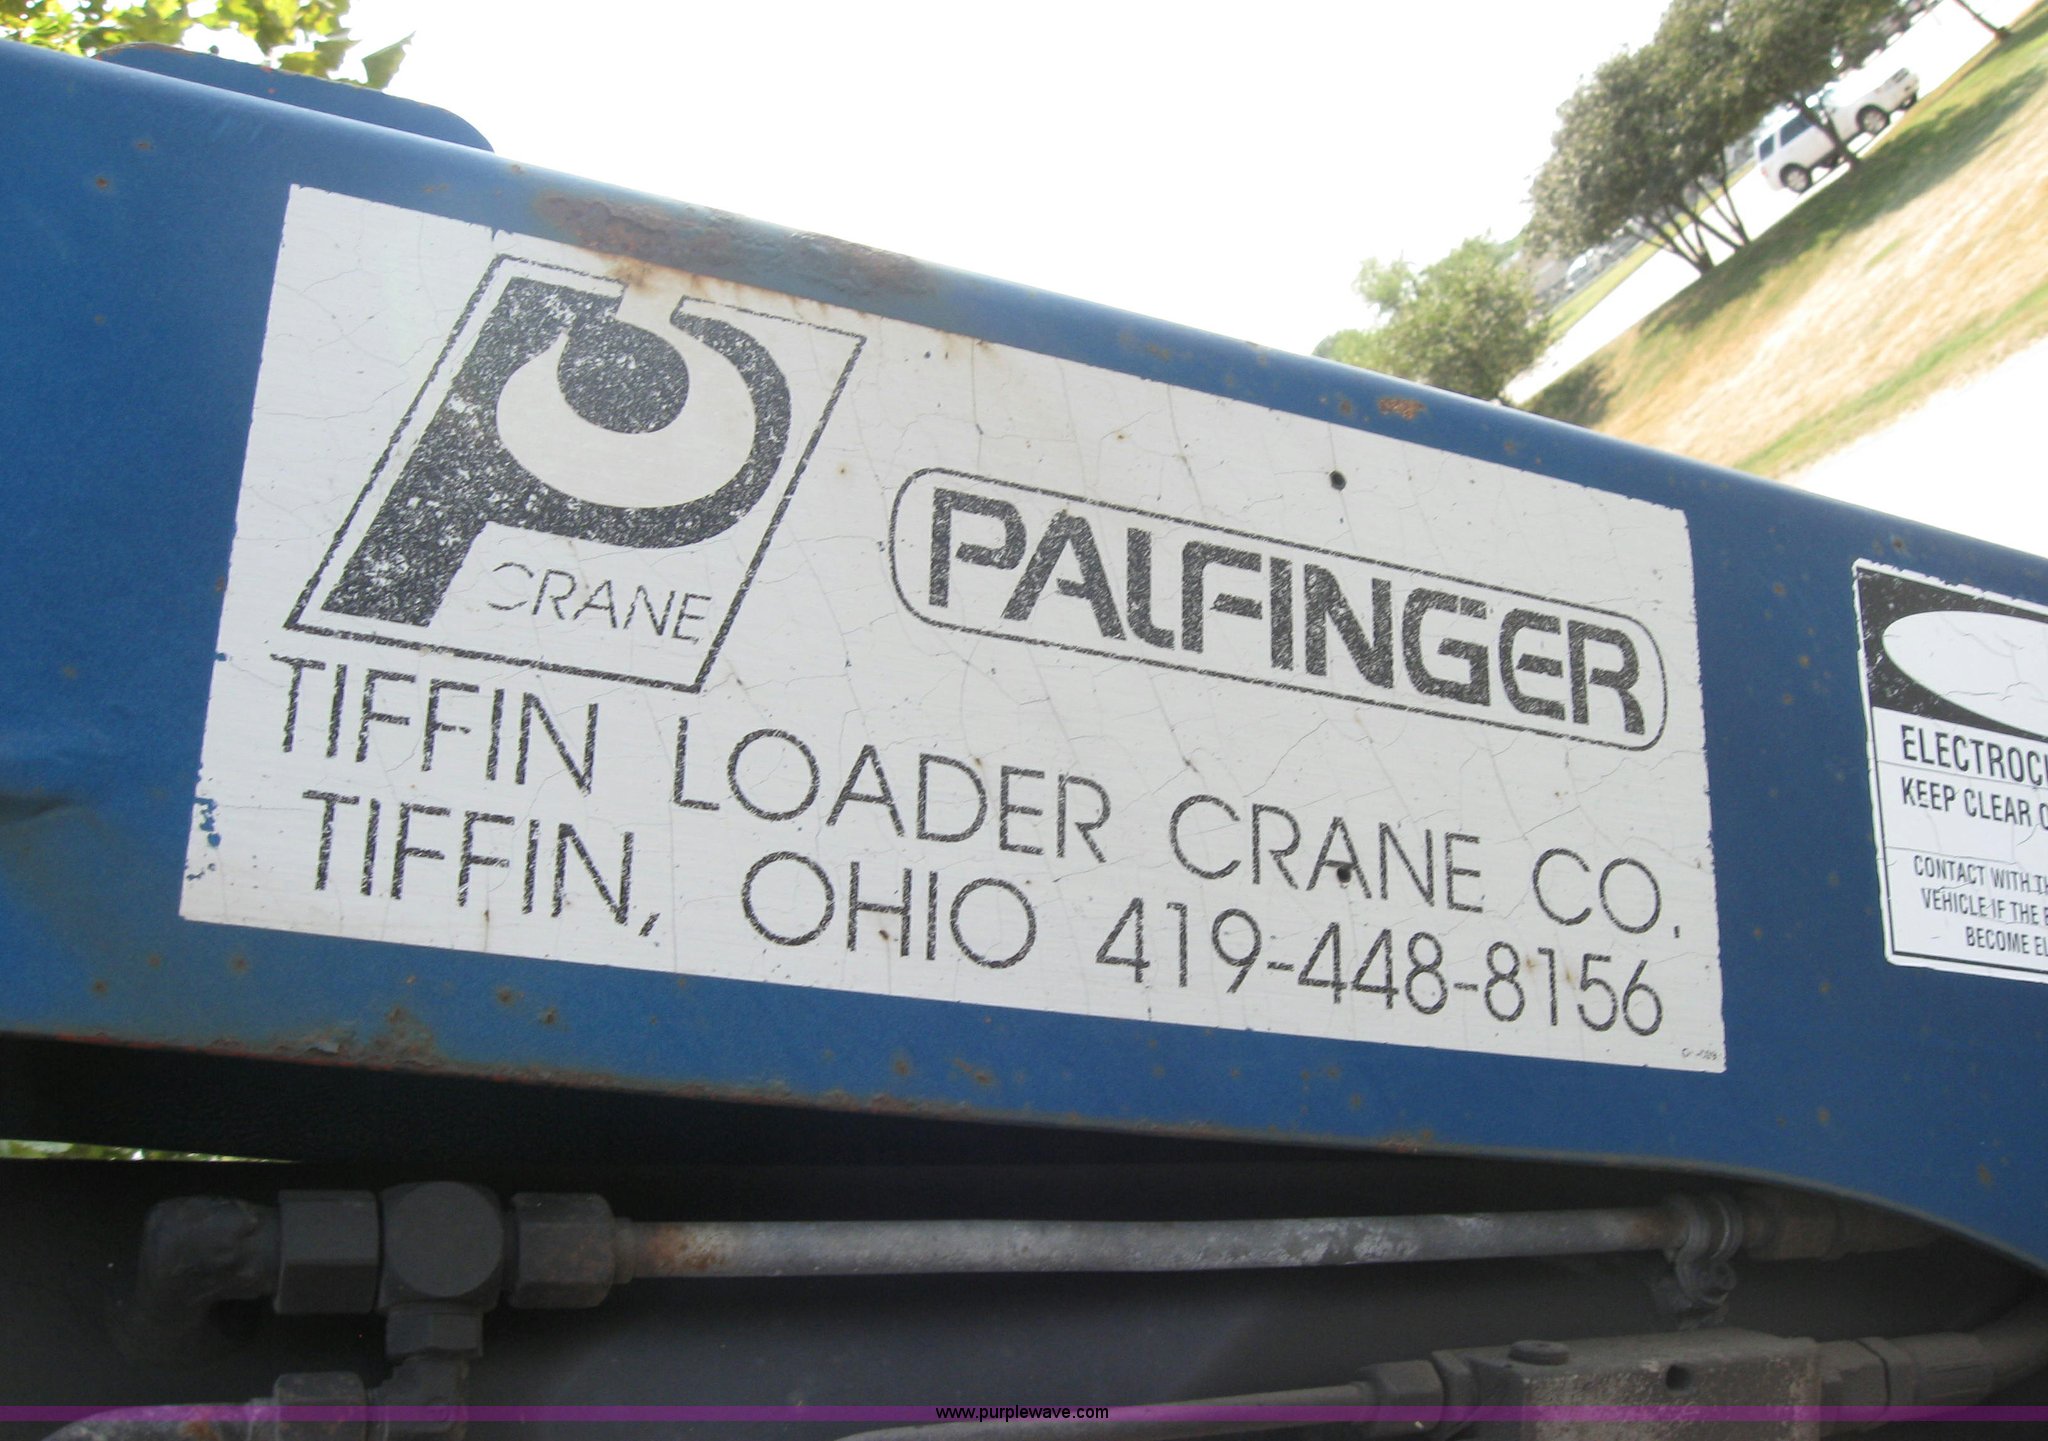 CRANE
PALFINGER
TIFFIN LOADER CRANE CO.
TIFFIN, OHIO 419-448-8156
KEEP CLEAR
CONTACT WITH
VEHICLE IF THE
BECOME
www.purplewave.com